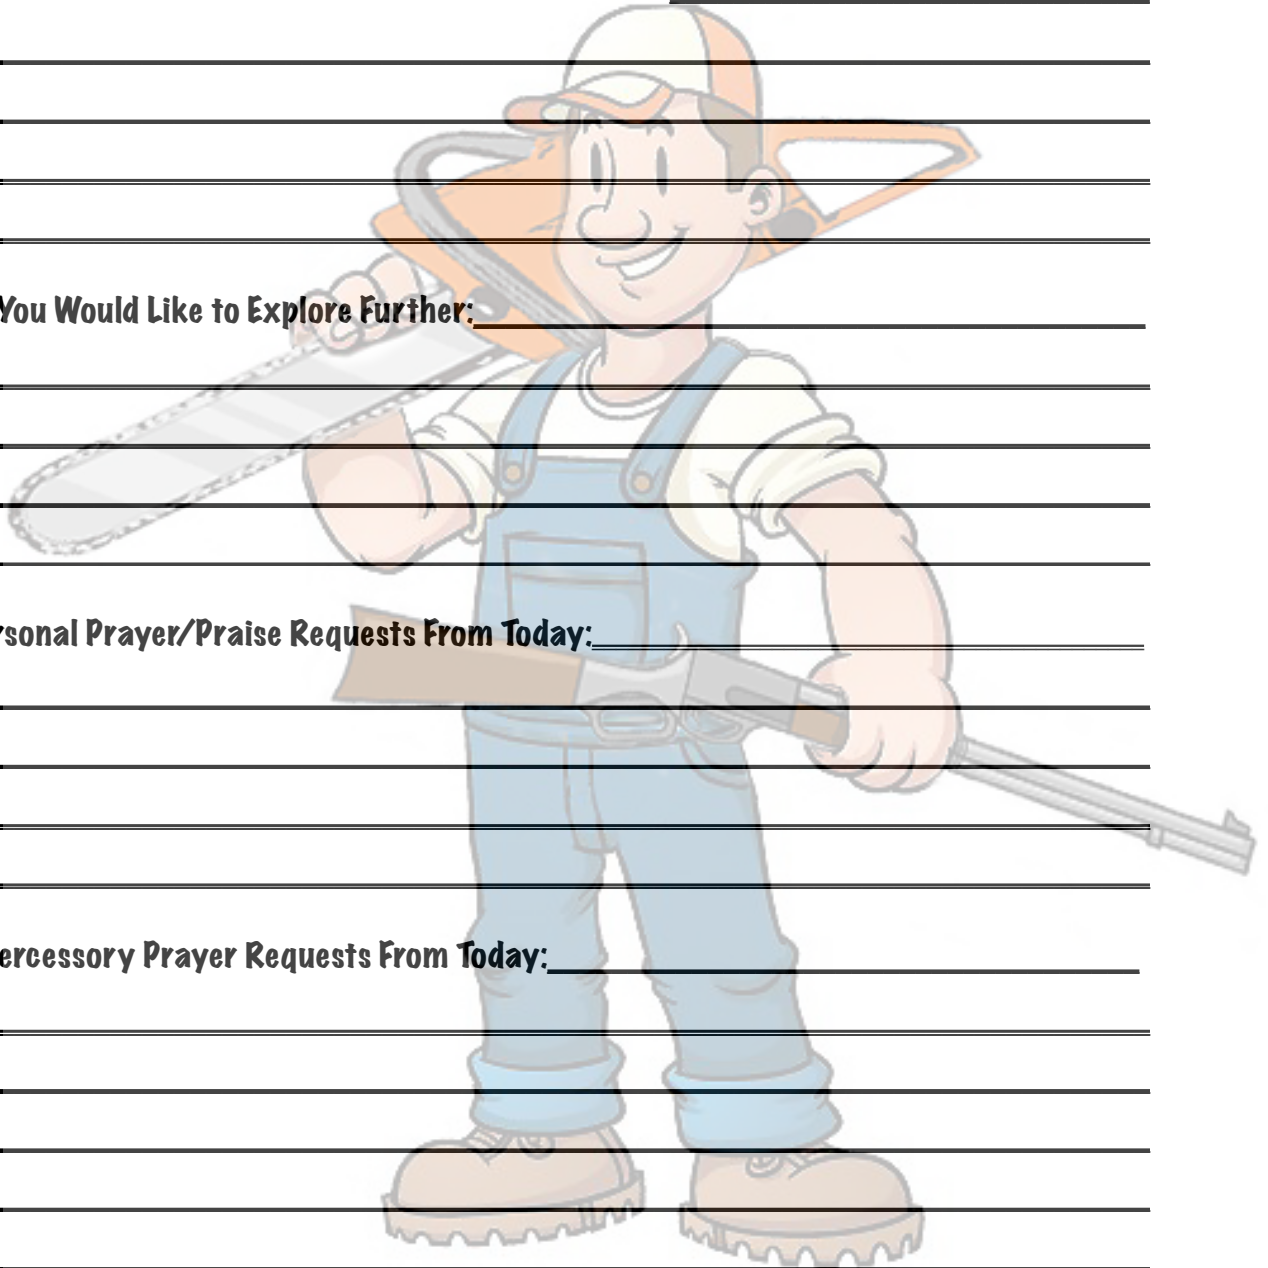 You Would Like to Explore Further:
rsonal Prayer/Praise Requests From Today:
ercessory Prayer Requests From Today: